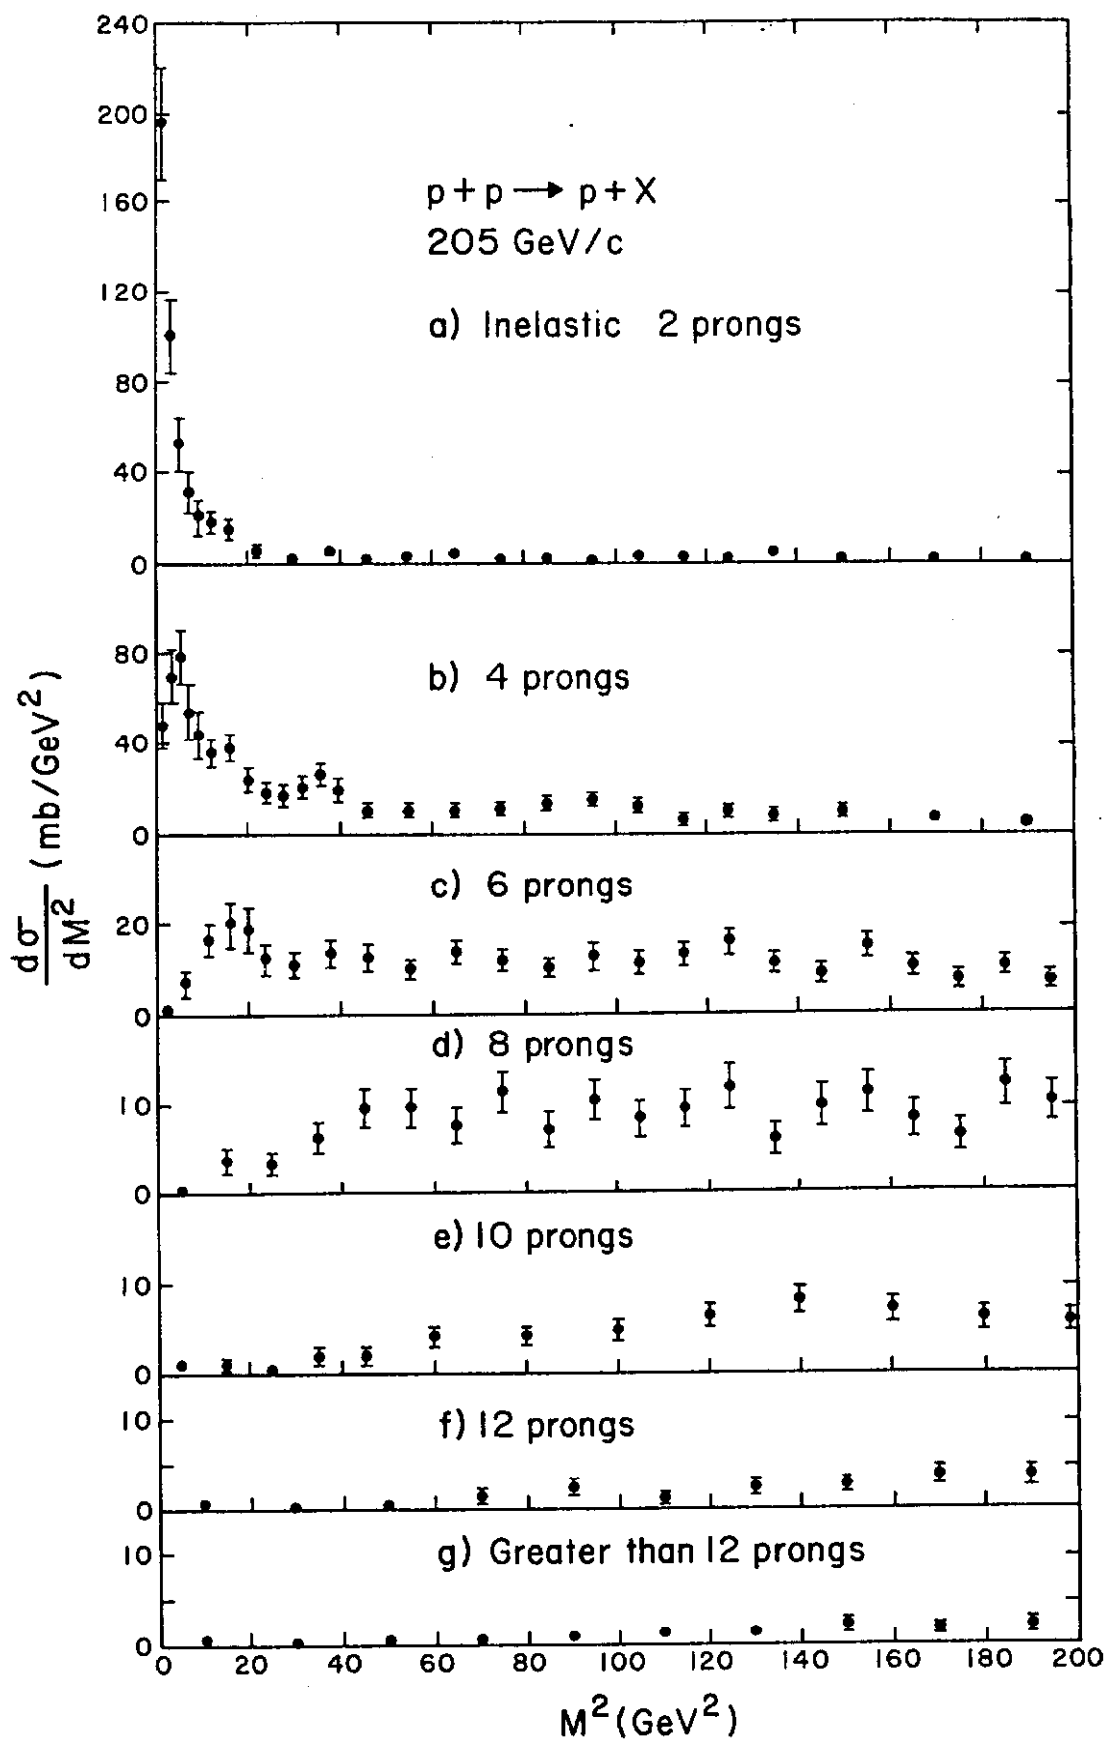 240
200
160
120
80
40
0
p + p → p + X
205 GeV/c
a) Inelastic 2 prongs
80
40
0
b) 4 prongs
dσ/dM² (mb/GeV²)
20
0
c) 6 prongs
10
0
d) 8 prongs
10
0
e) 10 prongs
10
0
f) 12 prongs
10
0
g) Greater than 12 prongs
0 20 40 60 80 100 120 140 160 180 200
M² (GeV²)